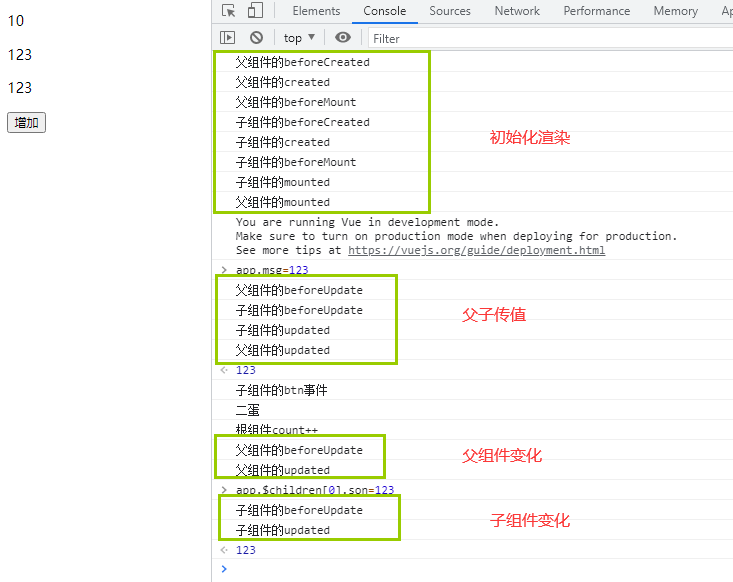 10
123
123
增加
Elements Console Sources Network Performance Memory Ap
top ▼ Filter
父组件的beforeCreated
父组件的created
父组件的beforeMount
子组件的beforeCreated
子组件的created
子组件的beforeMount
子组件的mounted
父组件的mounted
初始化渲染
You are running Vue in development mode.
Make sure to turn on production mode when deploying for production.
See more tips at https://vuejs.org/guide/deployment.html
> app.msg=123
父组件的beforeUpdate
子组件的beforeUpdate
子组件的updated
父组件的updated
父子传值
123
子组件的btn事件
二蛋
根组件count++
父组件的beforeUpdate
父组件的updated
父组件变化
> app.$children[0].son=123
子组件的beforeUpdate
子组件的updated
子组件变化
123
>